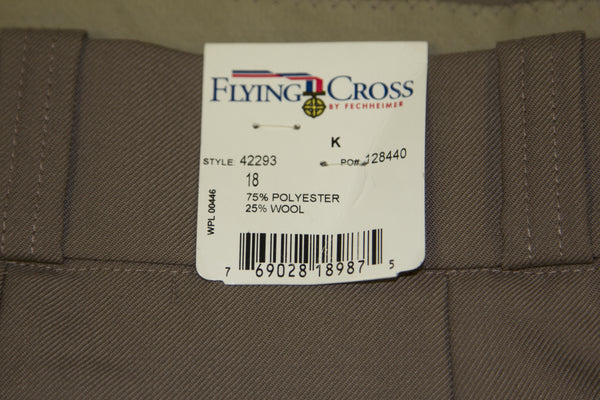 FLYING CROSS
BY FECHHEIMER
K
STYLE: 42293 PO#: 128440
18
75% POLYESTER
25% WOOL
WPL 00446
7 69028 18987 5